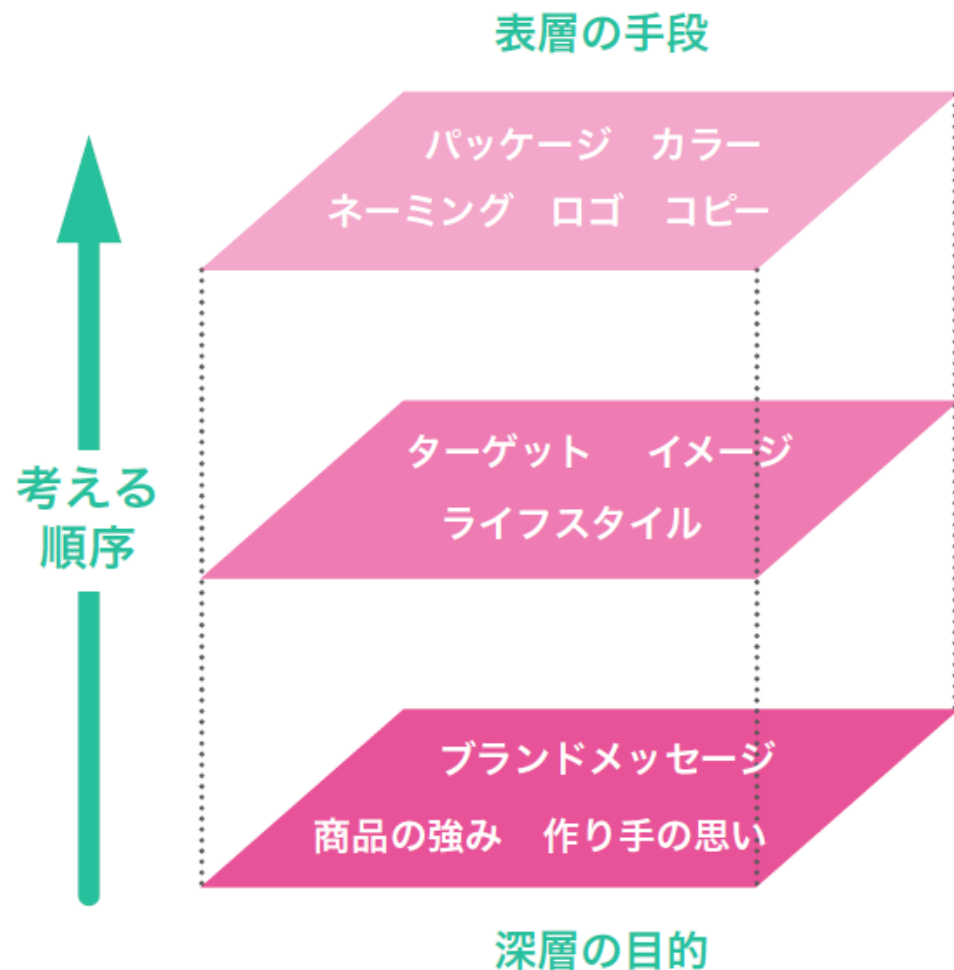 表層の手段
パッケージ　カラー
ネーミング　ロゴ　コピー
考える
順序
ターゲット　イメージ
ライフスタイル
ブランドメッセージ
商品の強み　作り手の思い
深層の目的